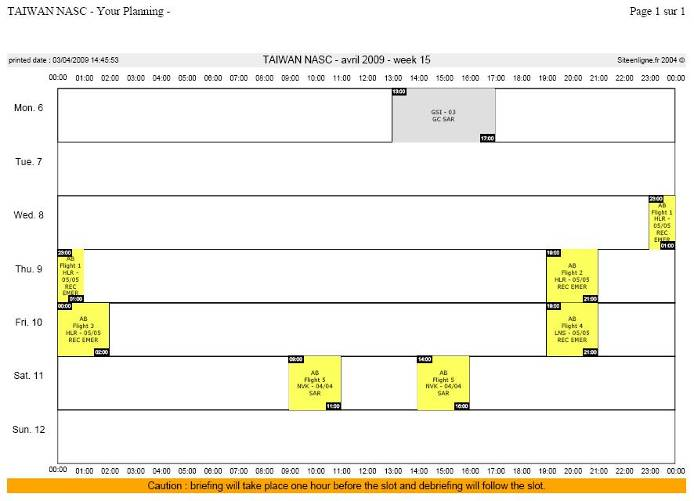 TAIWAN NASC - Your Planning -
Page 1 sur 1
printed date : 03/04/2009 14:45:53
TAIWAN NASC - avril 2009 - week 15
Siteenligne.fr 2004 ©
00:00 01:00 02:00 03:00 04:00 05:00 06:00 07:00 08:00 09:00 10:00 11:00 12:00 13:00 14:00 15:00 16:00 17:00 18:00 19:00 20:00 21:00 22:00 23:00 00:00
Mon. 6
13:00
GSI - 03
GC SAR
17:00
Tue. 7
Wed. 8
23:00
AB
Flight 1
HLR -
05/05
REC
EMER
01:00
Thu. 9
23:00
AB
Flight 1
HLR -
05/05
REC
EMER
01:00
19:00
AB
Flight 2
HLR - 05/05
REC EMER
21:00
Fri. 10
00:00
AB
Flight 3
HLR - 05/05
REC EMER
02:00
19:00
AB
Flight 4
LNS - 05/05
REC EMER
21:00
Sat. 11
09:00
AB
Flight 5
NVK - 04/04
SAR
11:00
14:00
AB
Flight 5
NVK - 04/04
SAR
16:00
Sun. 12
00:00 01:00 02:00 03:00 04:00 05:00 06:00 07:00 08:00 09:00 10:00 11:00 12:00 13:00 14:00 15:00 16:00 17:00 18:00 19:00 20:00 21:00 22:00 23:00 00:00
Caution : briefing will take place one hour before the slot and debriefing will follow the slot.